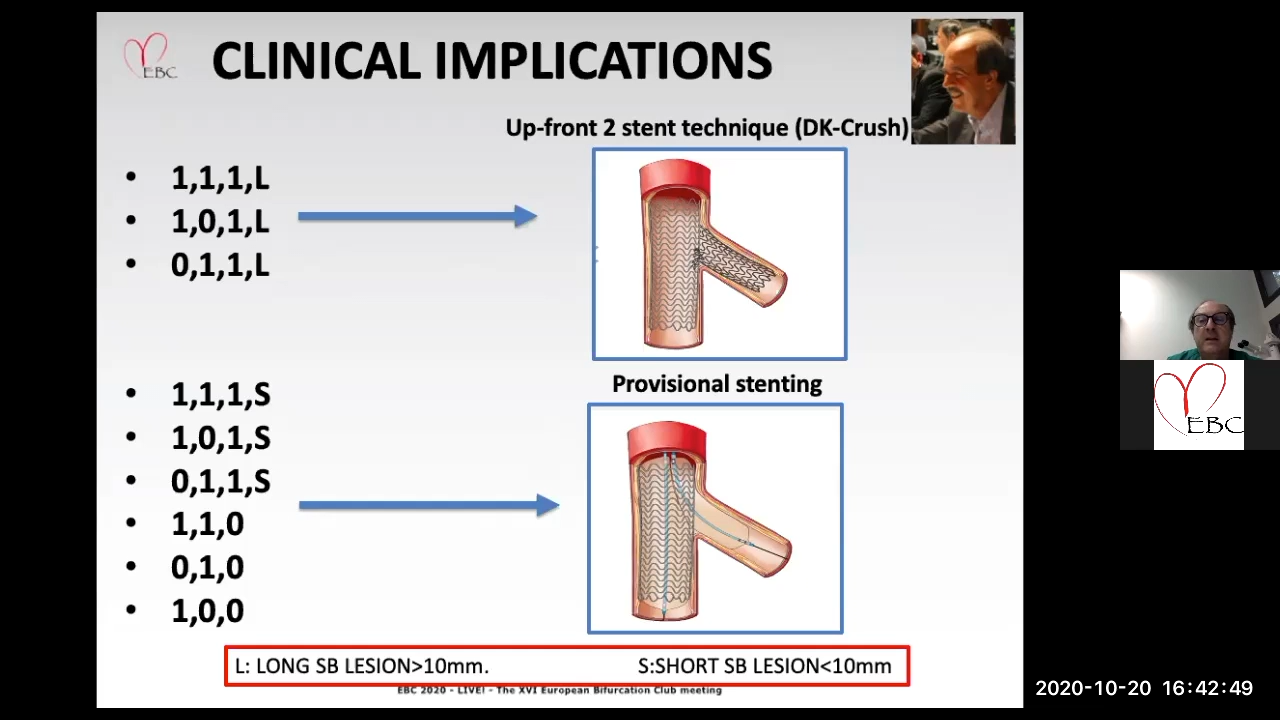 EBC
CLINICAL IMPLICATIONS
Up-front 2 stent technique (DK-Crush)
• 1,1,1,L
• 1,0,1,L
• 0,1,1,L
• 1,1,1,S
• 1,0,1,S
• 0,1,1,S
• 1,1,0
• 0,1,0
• 1,0,0
Provisional stenting
L: LONG SB LESION>10mm. S:SHORT SB LESION<10mm
EBC 2020 - LIVE! - The XVI European Bifurcation Club meeting
EBC
2020-10-20 16:42:49